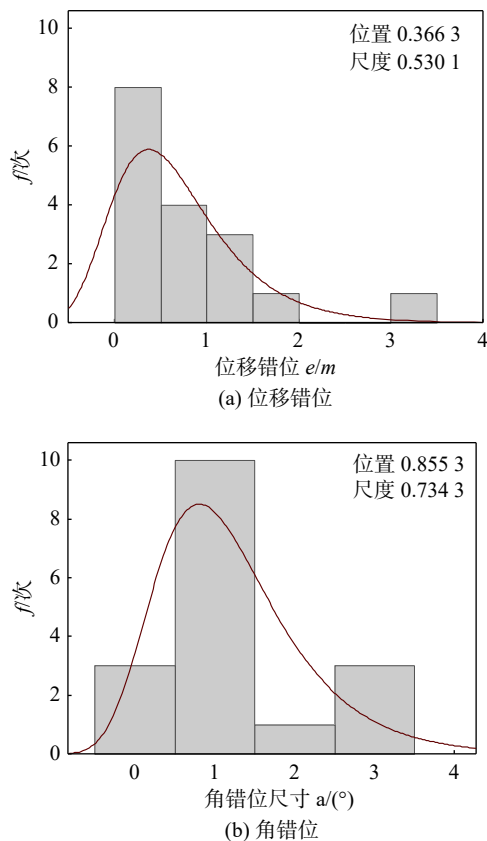 位置 0.366 3
尺度 0.530 1
10
8
6
4
2
0
f/次
0 1 2 3 4
位移错位 e/m
(a) 位移错位
位置 0.855 3
尺度 0.734 3
10
8
6
4
2
0
f/次
0 1 2 3 4
角错位尺寸 a/(°)
(b) 角错位